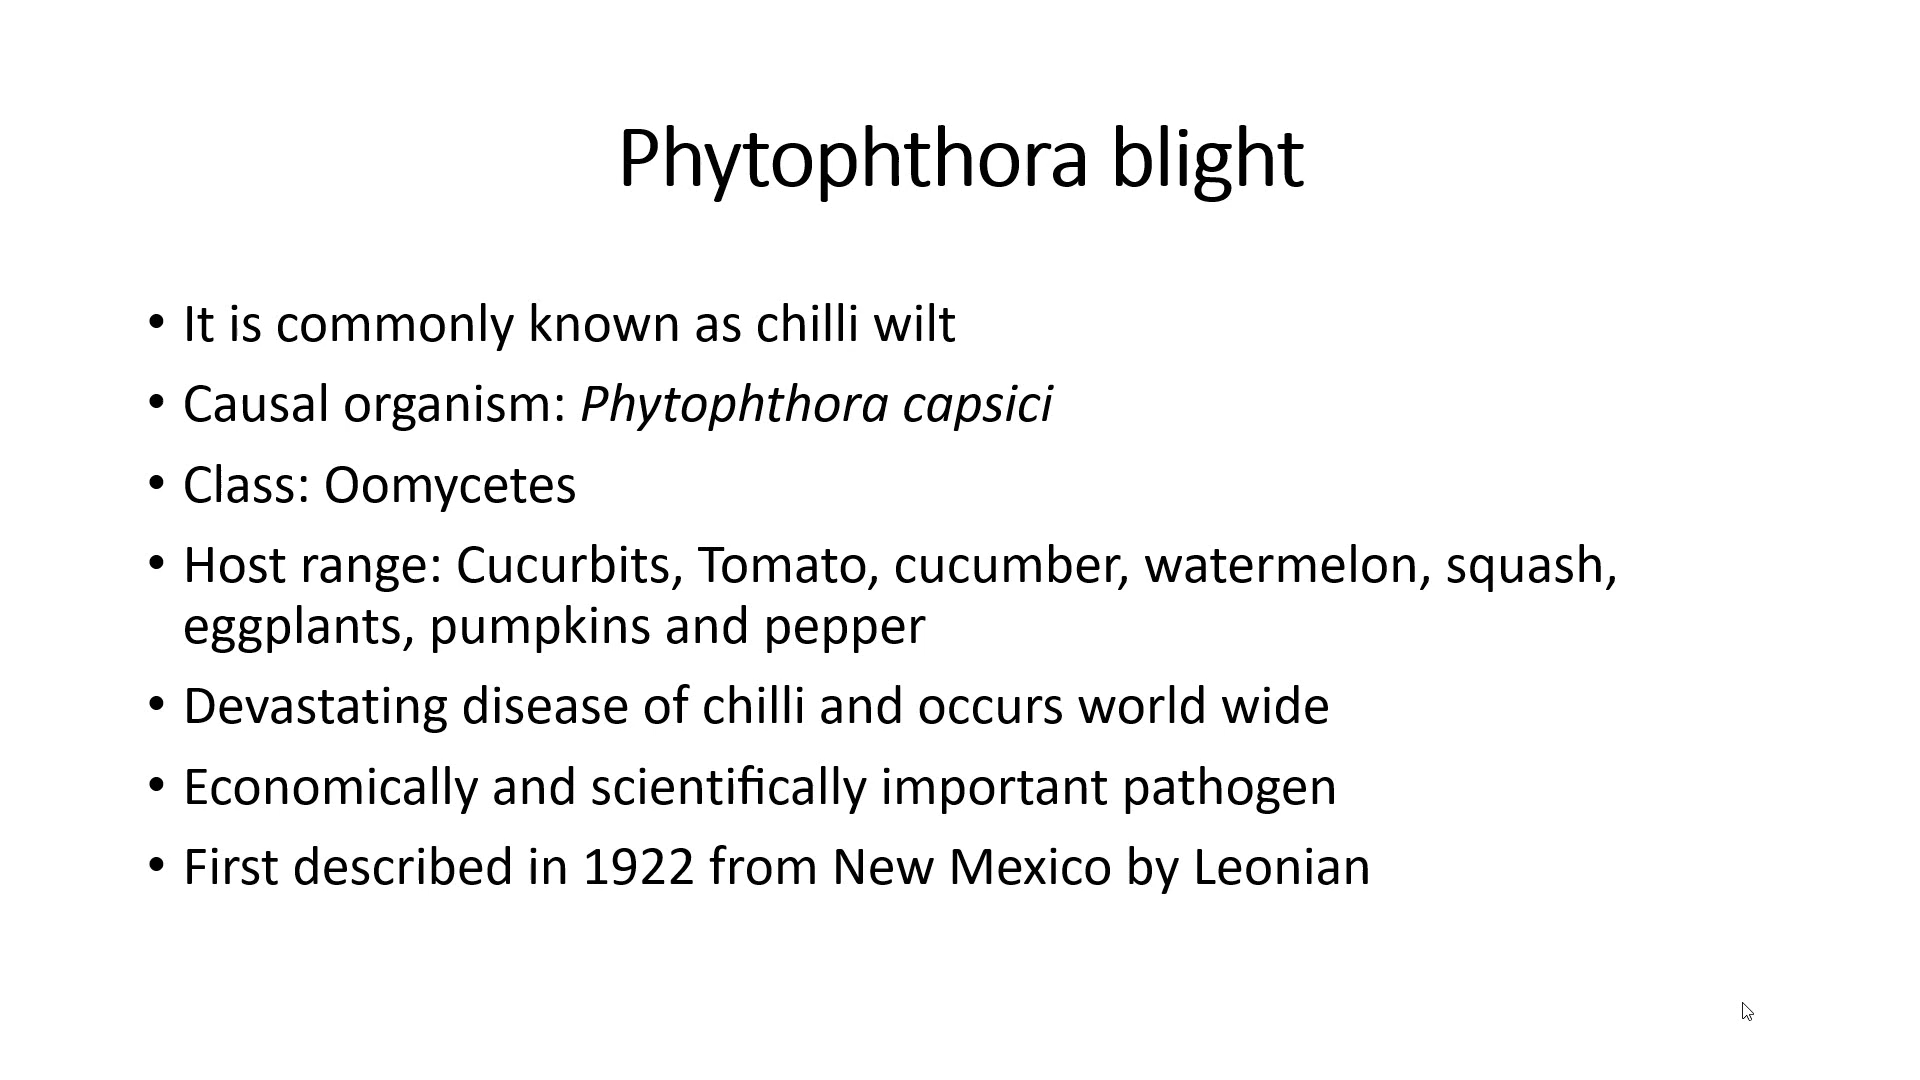 Phytophthora blight
• It is commonly known as chilli wilt
• Causal organism: Phytophthora capsici
• Class: Oomycetes
• Host range: Cucurbits, Tomato, cucumber, watermelon, squash,
eggplants, pumpkins and pepper
• Devastating disease of chilli and occurs world wide
• Economically and scientifically important pathogen
• First described in 1922 from New Mexico by Leonian